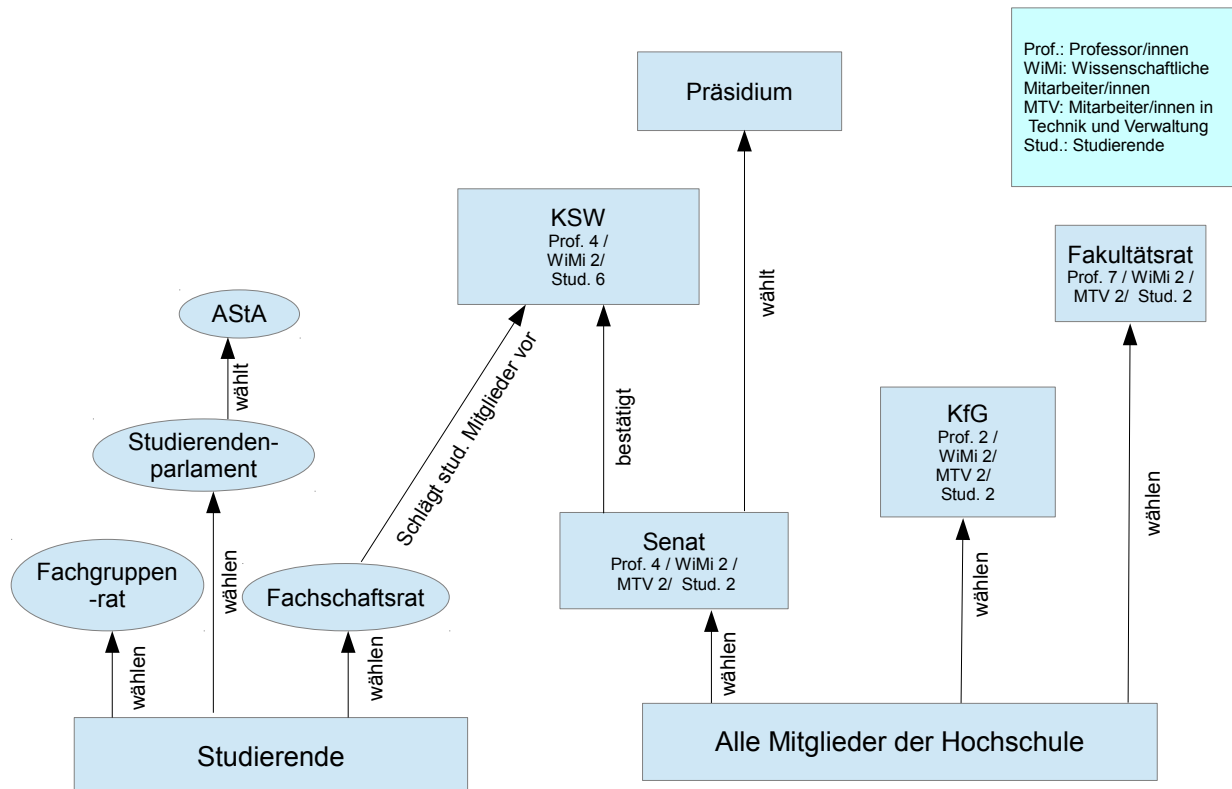 Prof.: Professor/innen
WiMi: Wissenschaftliche
Mitarbeiter/innen
MTV: Mitarbeiter/innen in
Technik und Verwaltung
Stud.: Studierende
Präsidium
KSW
Prof. 4 /
WiMi 2/
Stud. 6
Fakultätsrat
Prof. 7 / WiMi 2 /
MTV 2/ Stud. 2
AStA
wählt
wählt
Schlägt stud. Mitglieder vor
bestätigt
Studierenden-
parlament
KfG
Prof. 2 /
WiMi 2/
MTV 2/
Stud. 2
wählen
Senat
Prof. 4 / WiMi 2 /
MTV 2/ Stud. 2
Fachgruppen
-rat
wählen
Fachschaftsrat
wählen
wählen
wählen
wählen
wählen
Studierende
Alle Mitglieder der Hochschule